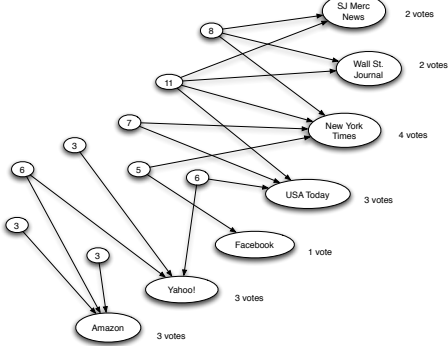 SJ Merc
News
2 votes
8
Wall St.
Journal
2 votes
11
7
New York
Times
4 votes
3
6
5
6
USA Today
3 votes
3
Facebook
1 vote
3
Yahoo!
3 votes
Amazon
3 votes